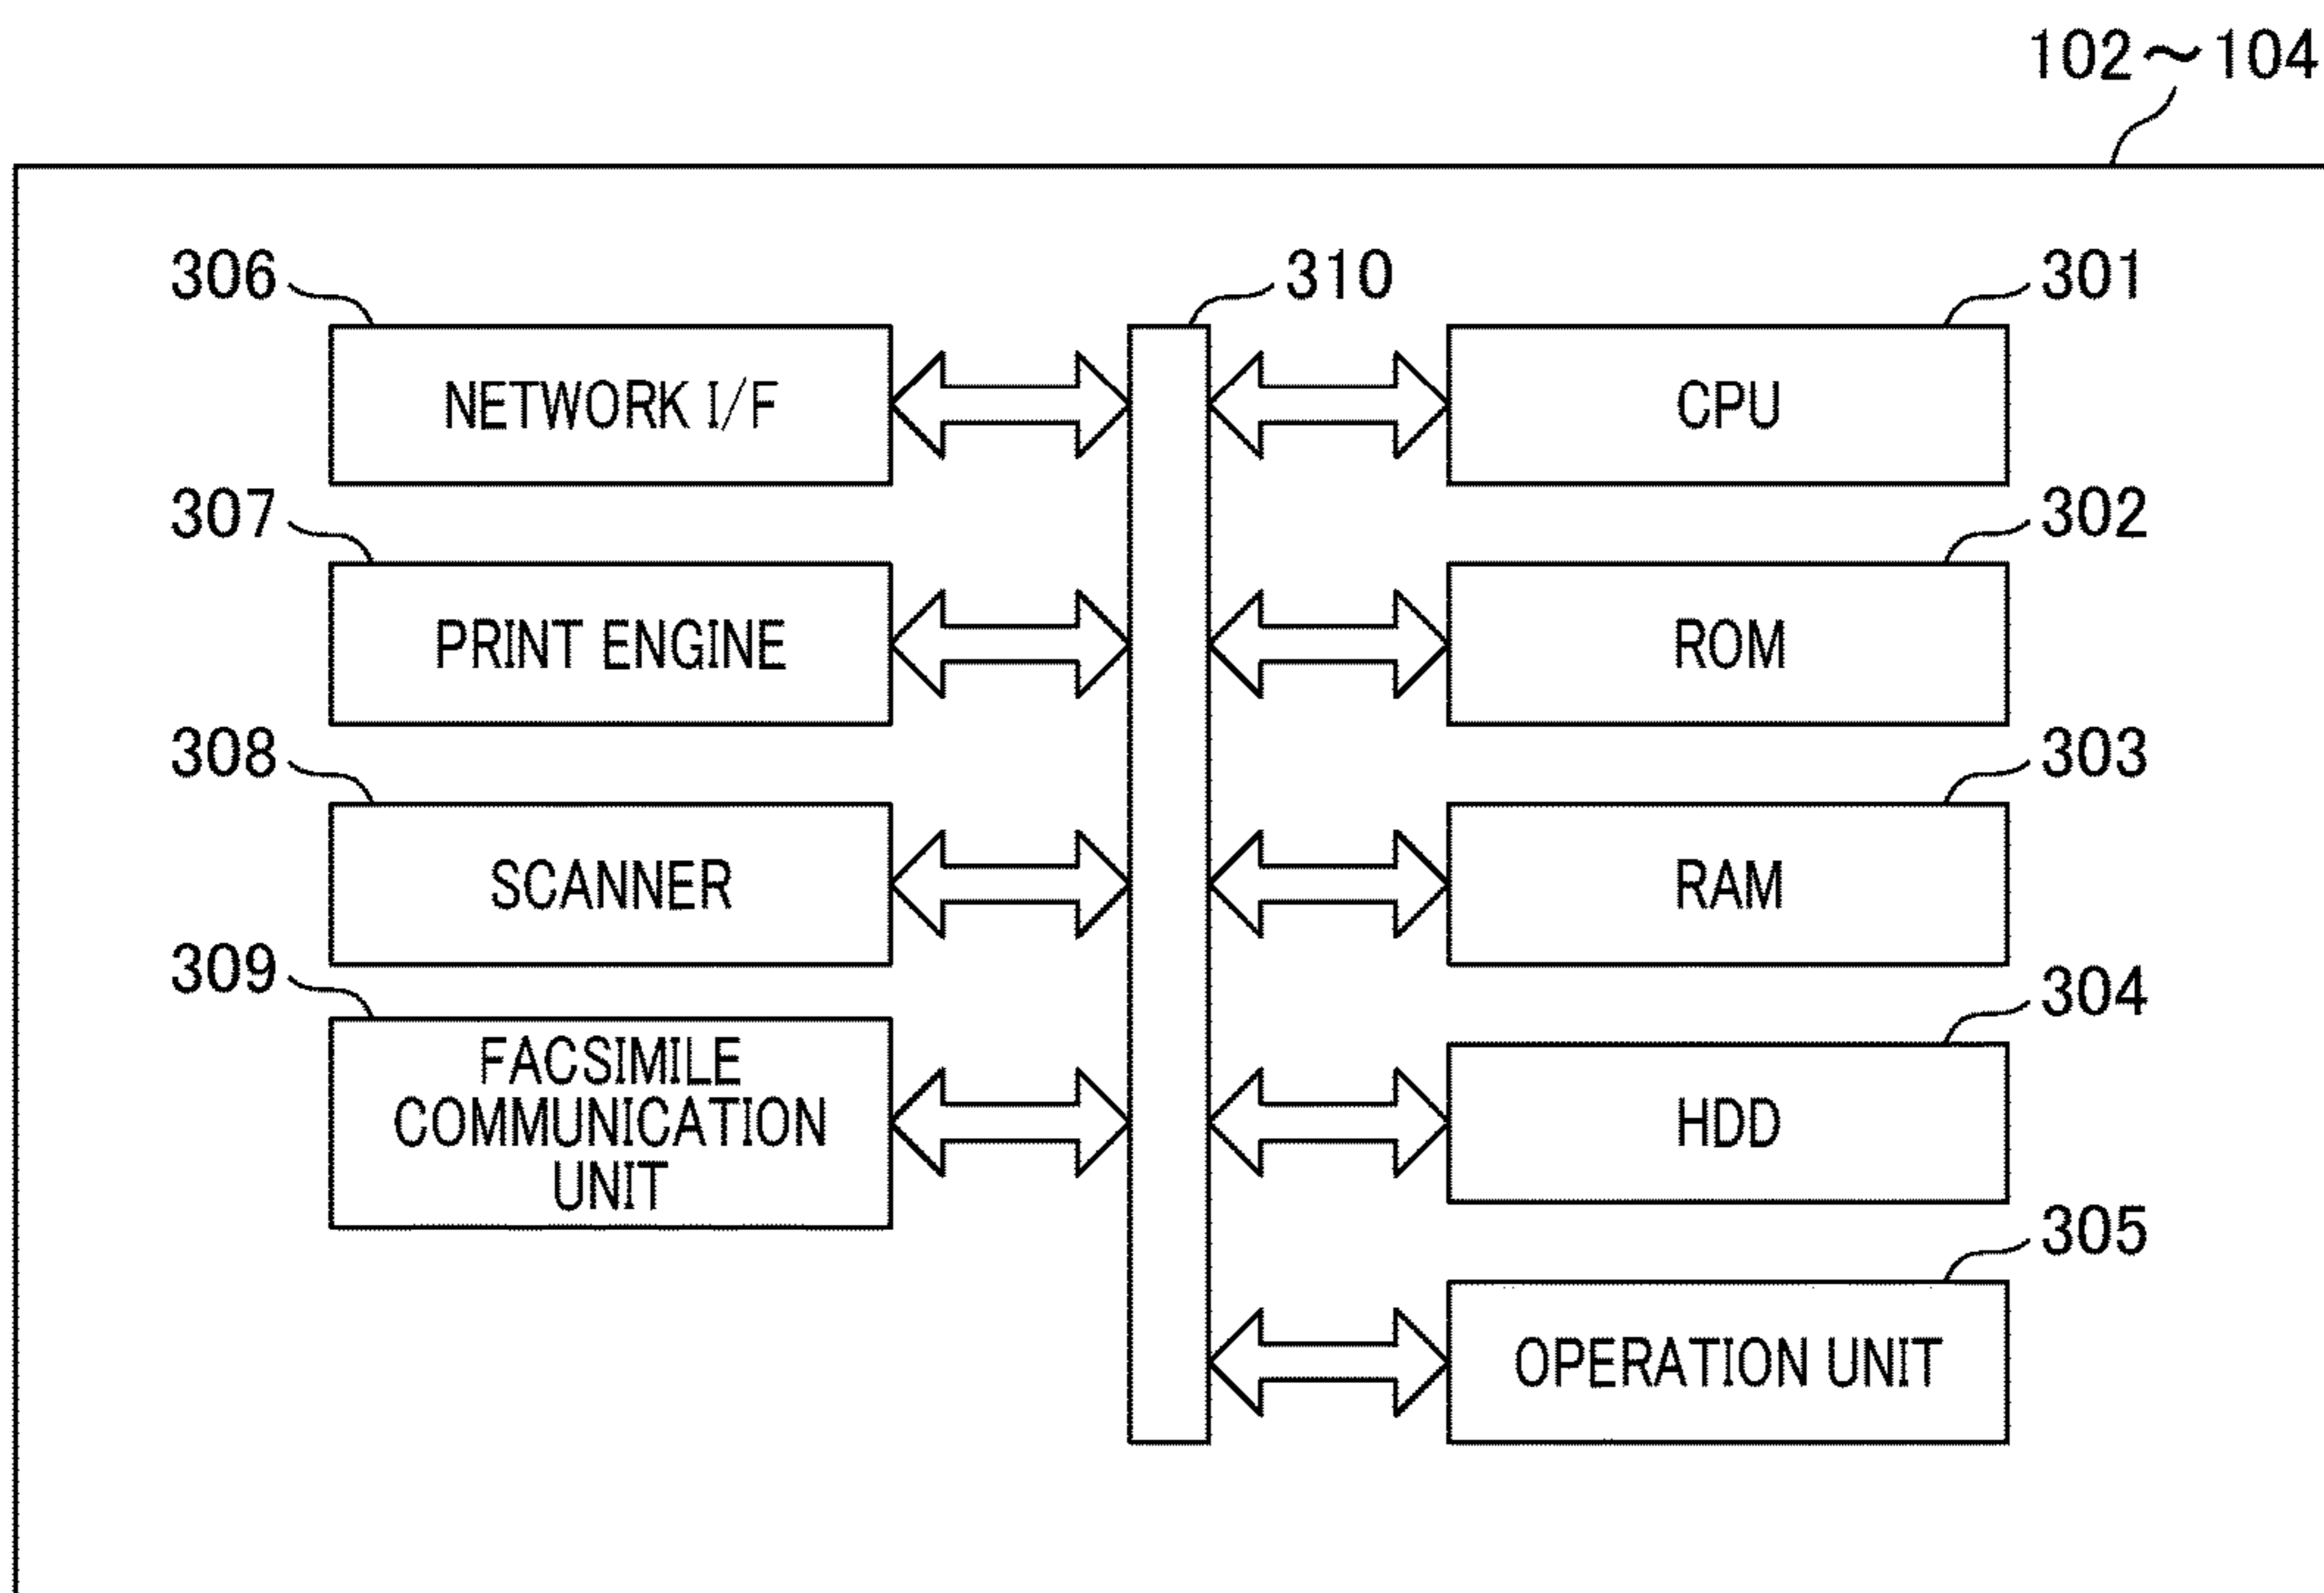 102～104
306
310
301
NETWORK I/F
CPU
307
302
PRINT ENGINE
ROM
308
303
SCANNER
RAM
309
304
FACSIMILE
COMMUNICATION
UNIT
HDD
305
OPERATION UNIT